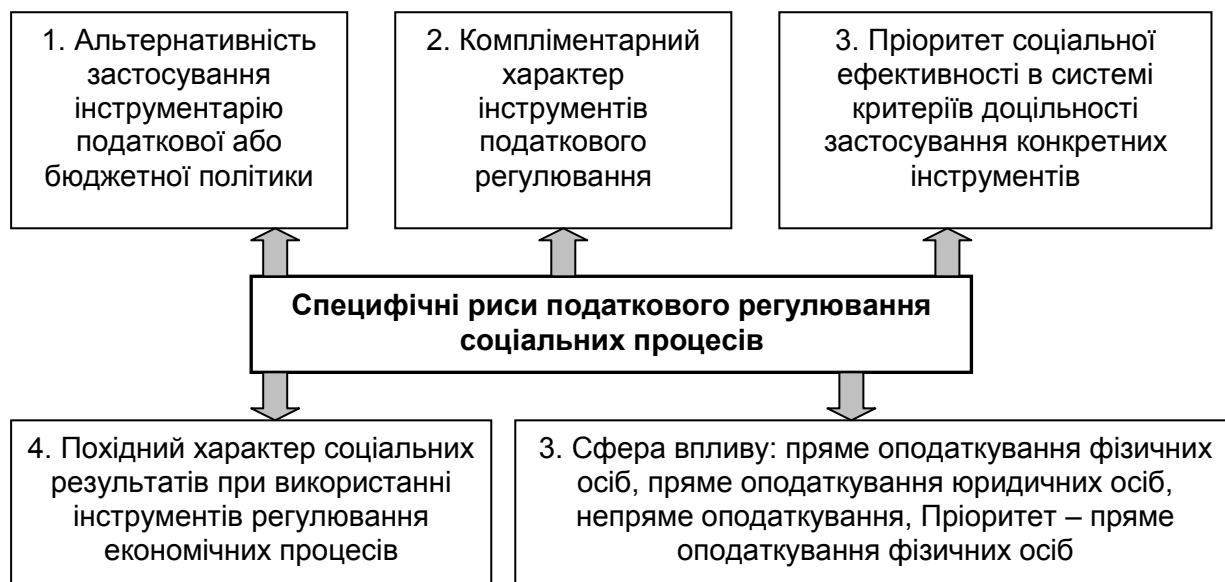 1. Альтернативність
застосування
інструментарію
податкової або
бюджетної політики
2. Компліментарний
характер
інструментів
податкового
регулювання
3. Пріоритет соціальної
ефективності в системі
критеріїв доцільності
застосування конкретних
інструментів
Специфічні риси податкового регулювання
соціальних процесів
4. Похідний характер соціальних
результатів при використанні
інструментів регулювання
економічних процесів
3. Сфера впливу: пряме оподаткування фізичних
осіб, пряме оподаткування юридичних осіб,
непряме оподаткування, Пріоритет – пряме
оподаткування фізичних осіб